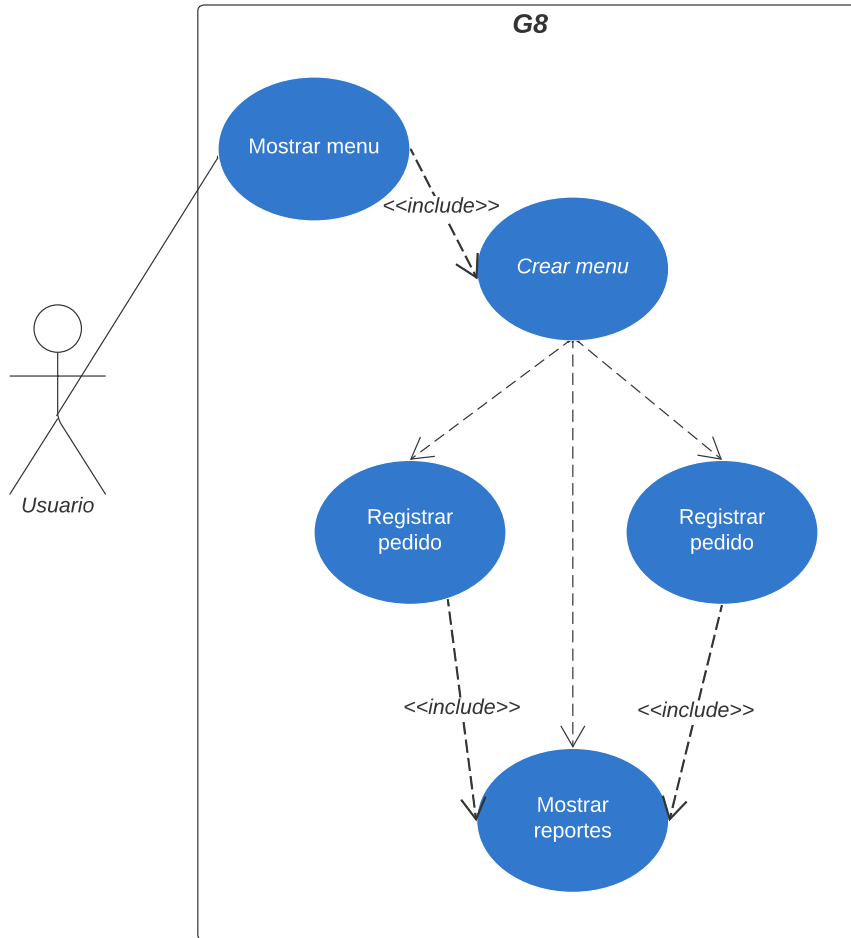 G8
Mostrar menu
<<include>>
Crear menu
Usuario
Registrar
pedido
Registrar
pedido
<<include>>
<<include>>
Mostrar
reportes